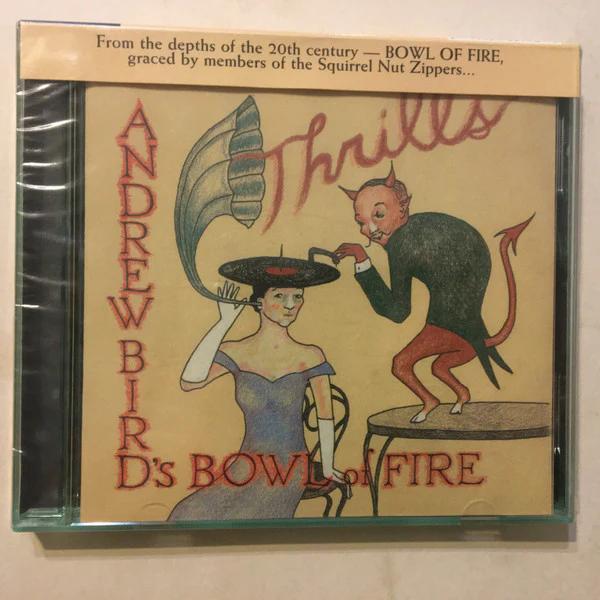 From the depths of the 20th century — BOWL OF FIRE,
graced by members of the Squirrel Nut Zippers...
Thrills
ANDREW BIRD's BOWL of FIRE